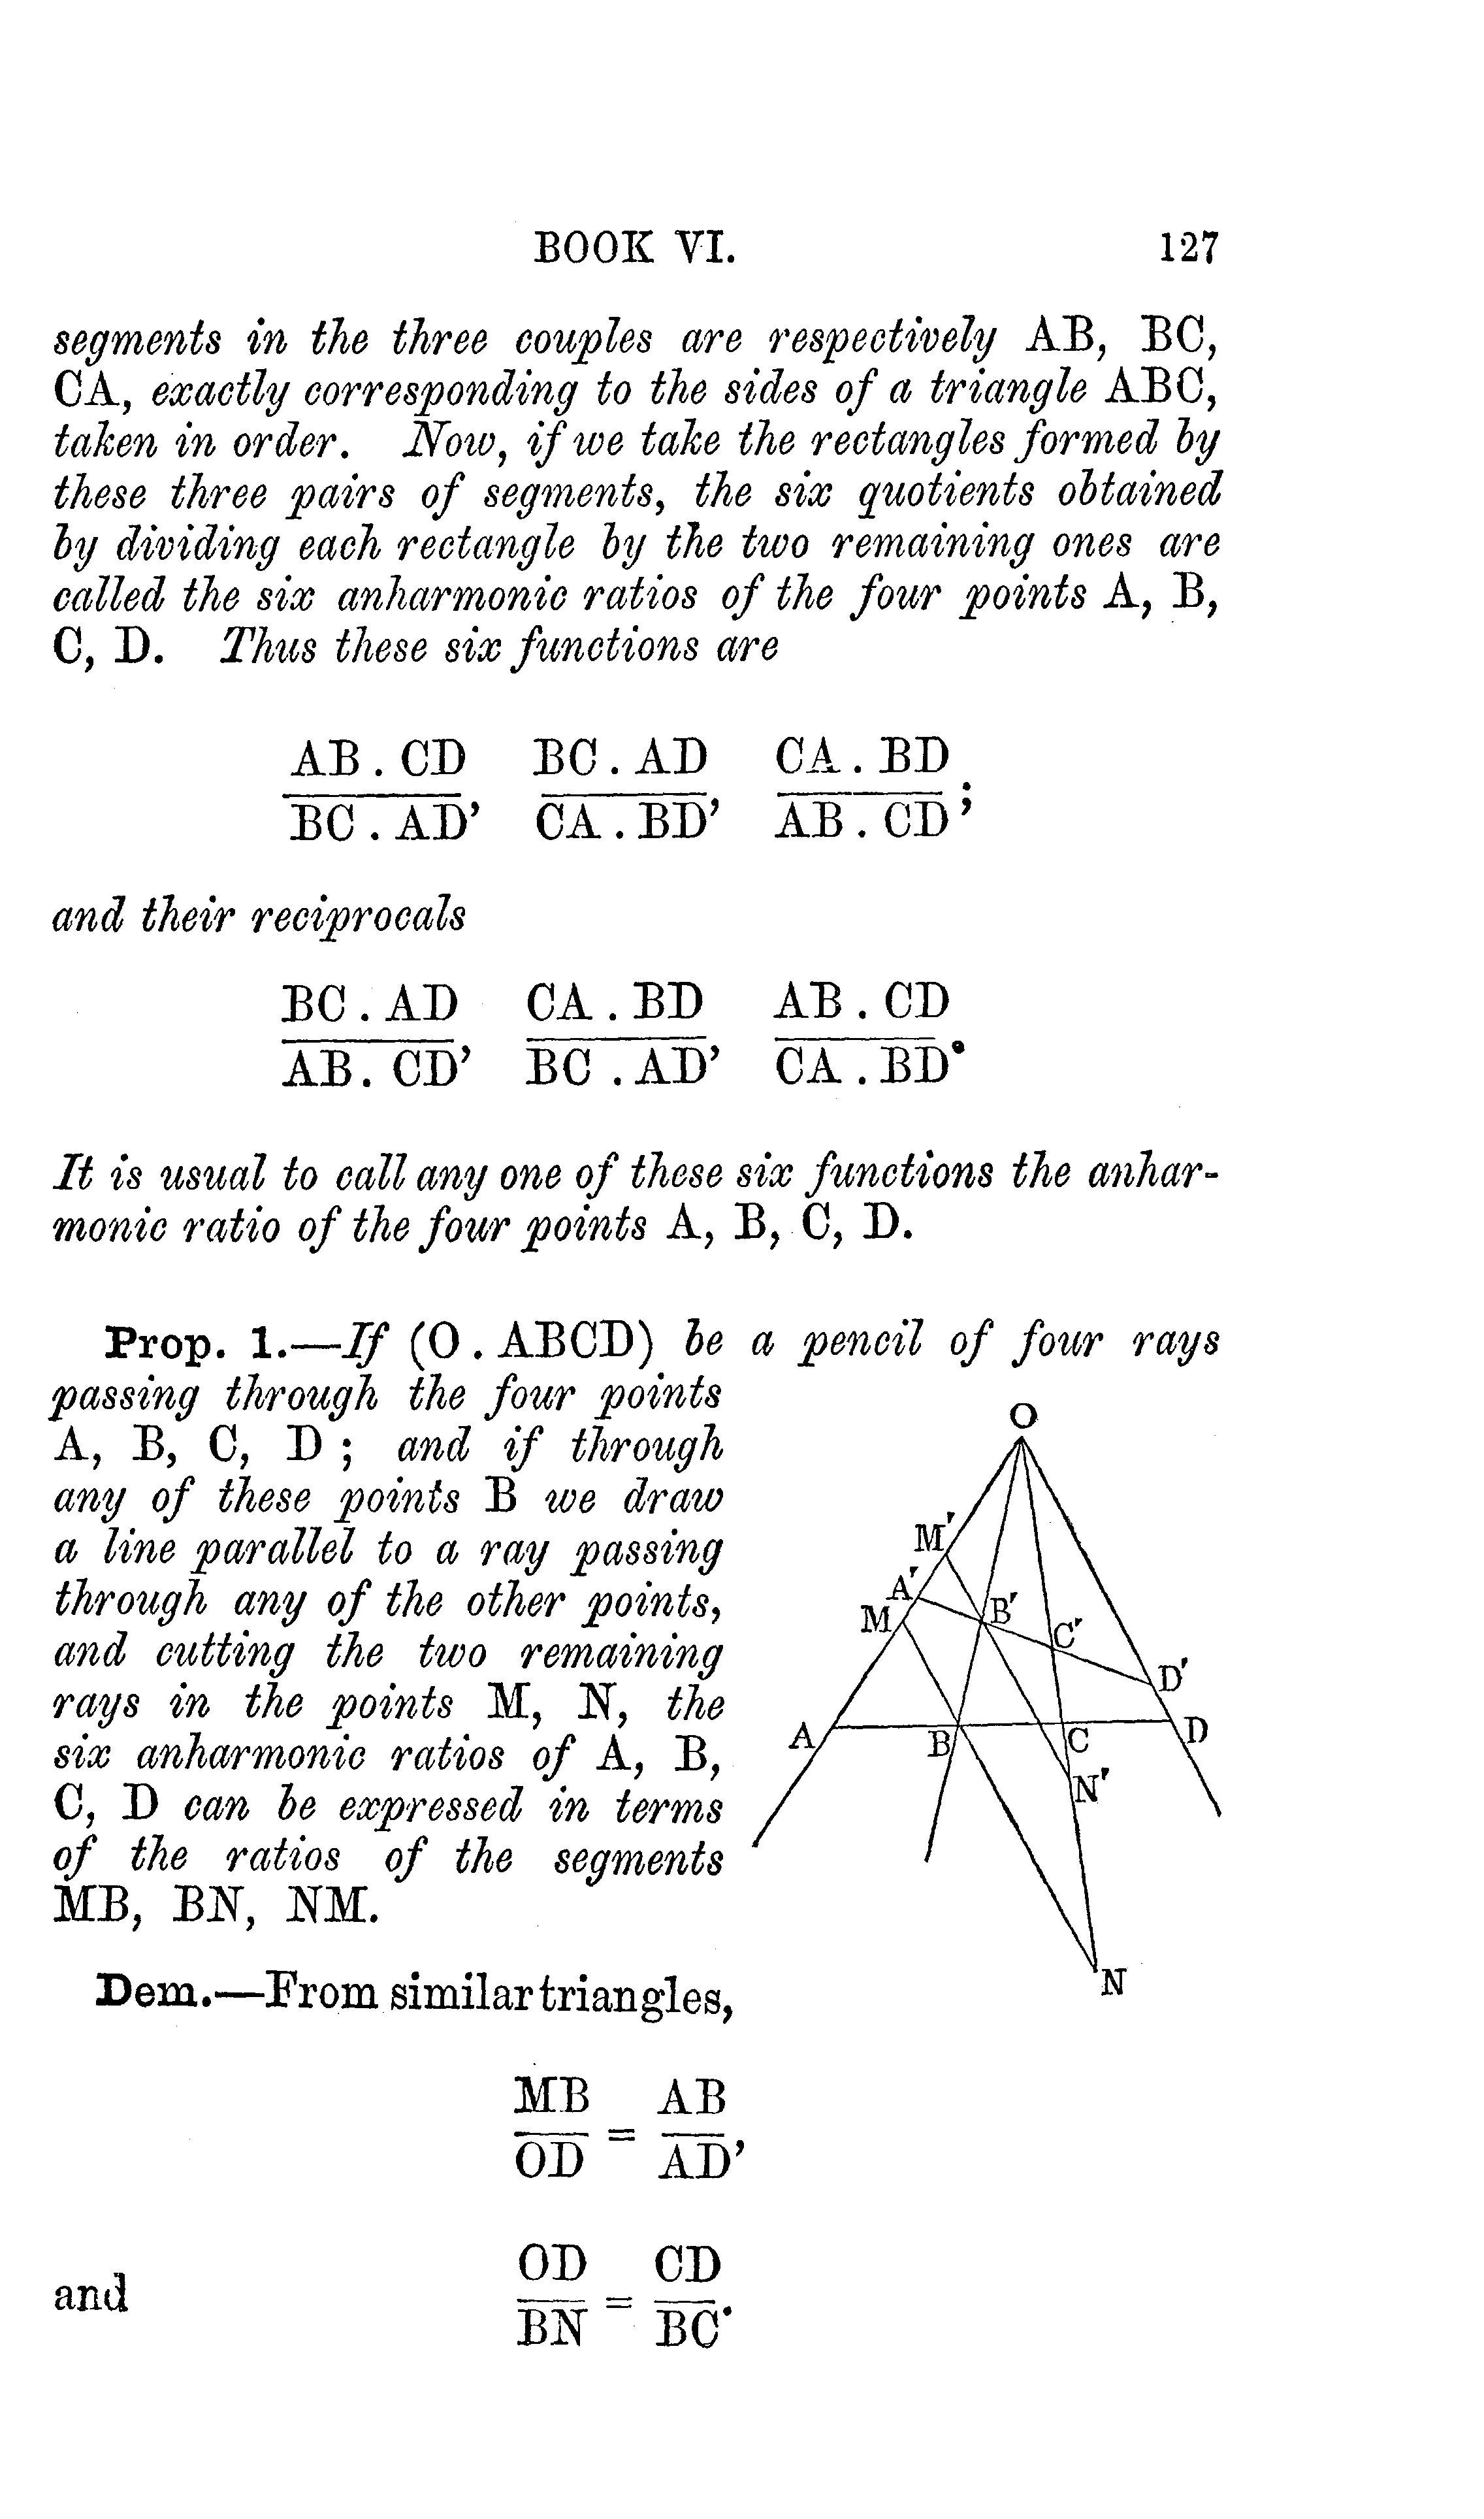 BOOK VI. 127
segments in the three couples are respectively AB, BC,
CA, exactly corresponding to the sides of a triangle ABC,
taken in order. Now, if we take the rectangles formed by
these three pairs of segments, the six quotients obtained
by dividing each rectangle by the two remaining ones are
called the six anharmonic ratios of the four points A, B,
C, D. Thus these six functions are
AB . CD BC . AD CA . BD
BC . AD, CA . BD, AB . CD;
and their reciprocals
BC . AD CA . BD AB . CD
AB . CD, BC . AD, CA . BD.
It is usual to call any one of these six functions the anhar-
monic ratio of the four points A, B, C, D.
Prop. 1.—If (O . ABCD) be a pencil of four rays
passing through the four points
A, B, C, D ; and if through
any of these points B we draw
a line parallel to a ray passing
through any of the other points,
and cutting the two remaining
rays in the points M, N, the
six anharmonic ratios of A, B,
C, D can be expressed in terms
of the ratios of the segments
MB, BN, NM.
O
M'
A'
M
B'
C'
D'
A
B
C
D
N'
N
Dem.—From similar triangles,
MB AB
OD = AD,
and
OD CD
BN = BC.